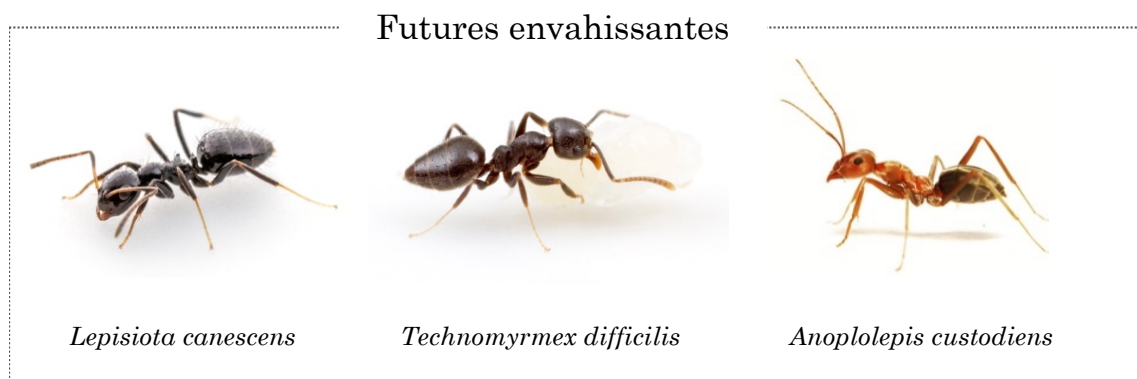 Futures envahissantes
Lepisiota canescens
Technomyrmex difficilis
Anoplolepis custodiens